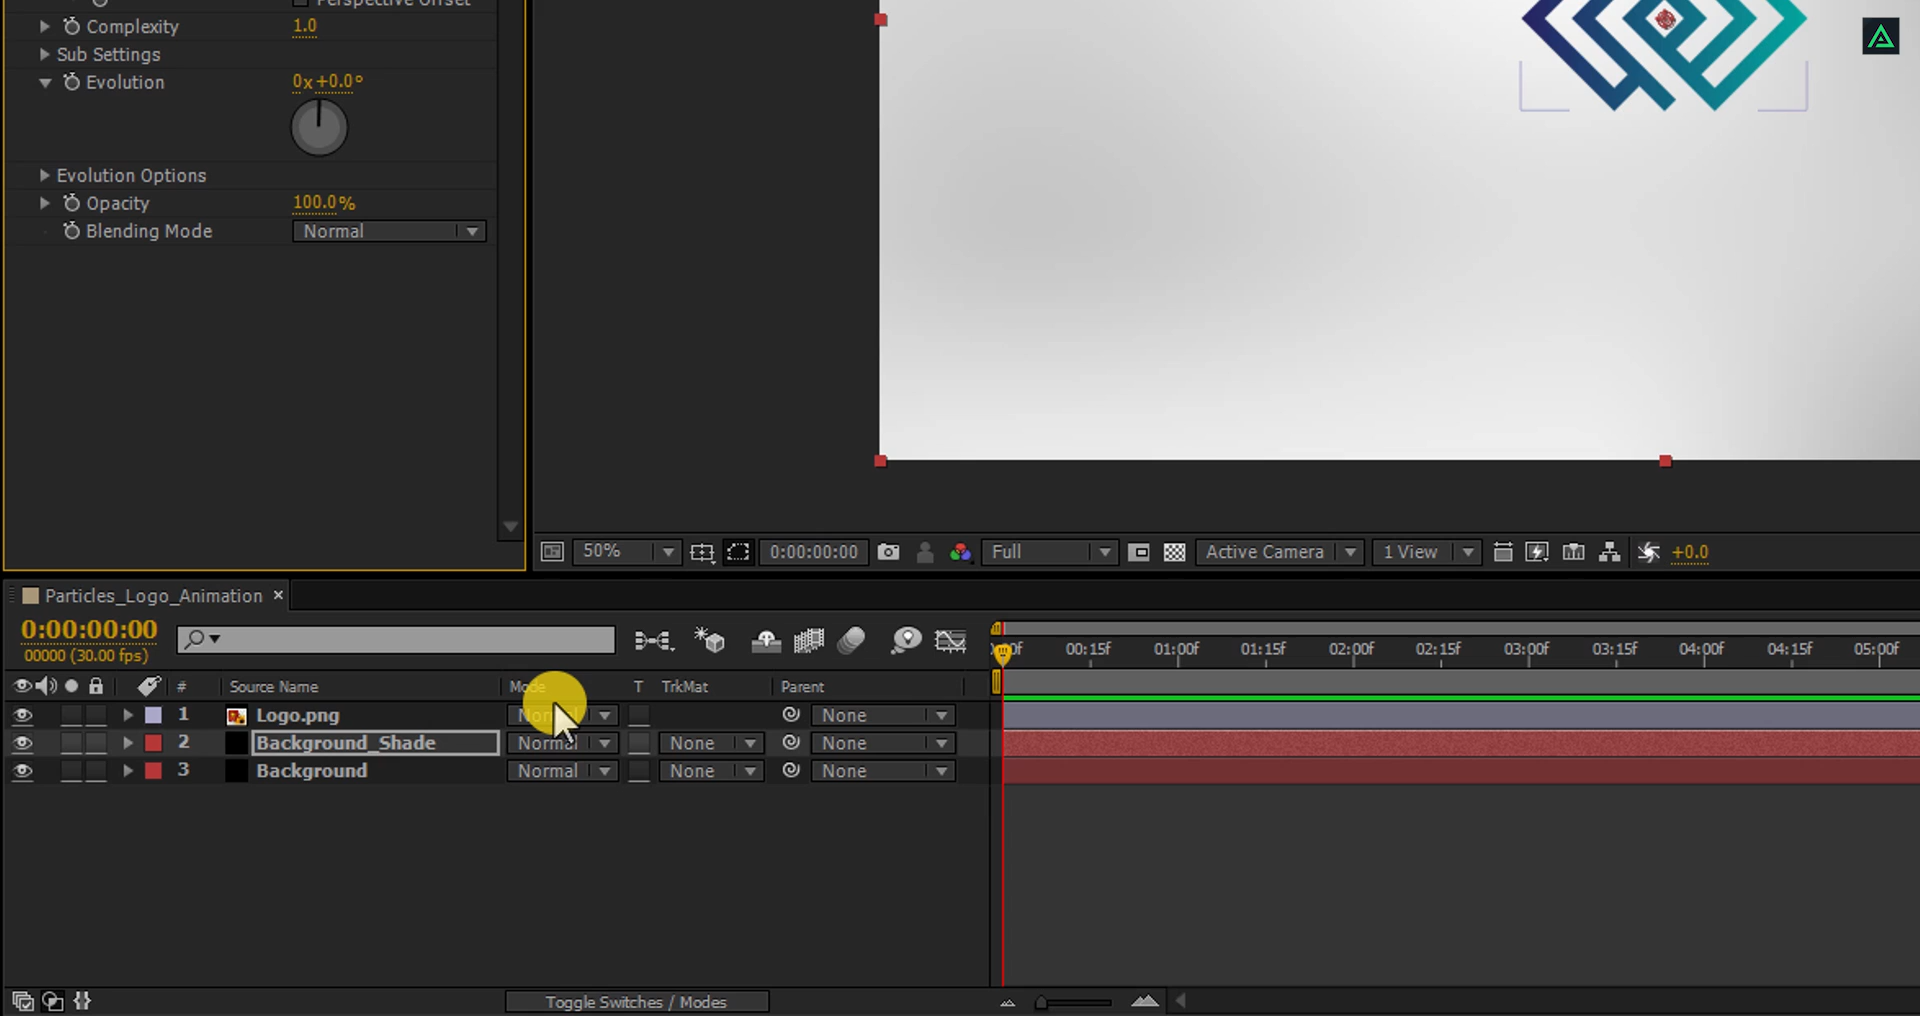 Perspective Offset
Complexity 1.0
Sub Settings
Evolution 0x+0.0°
Evolution Options
Opacity 100.0%
Blending Mode Normal
50% 0:00:00:00 Full Active Camera 1 View +0.0
Particles_Logo_Animation ×
0:00:00:00
00000 (30.00 fps)
00:15f 01:00f 01:15f 02:00f 02:15f 03:00f 03:15f 04:00f 04:15f 05:00f
# Source Name Mode T TrkMat Parent
1 Logo.png Normal None
2 Background_Shade Normal None None
3 Background Normal None None
Toggle Switches / Modes